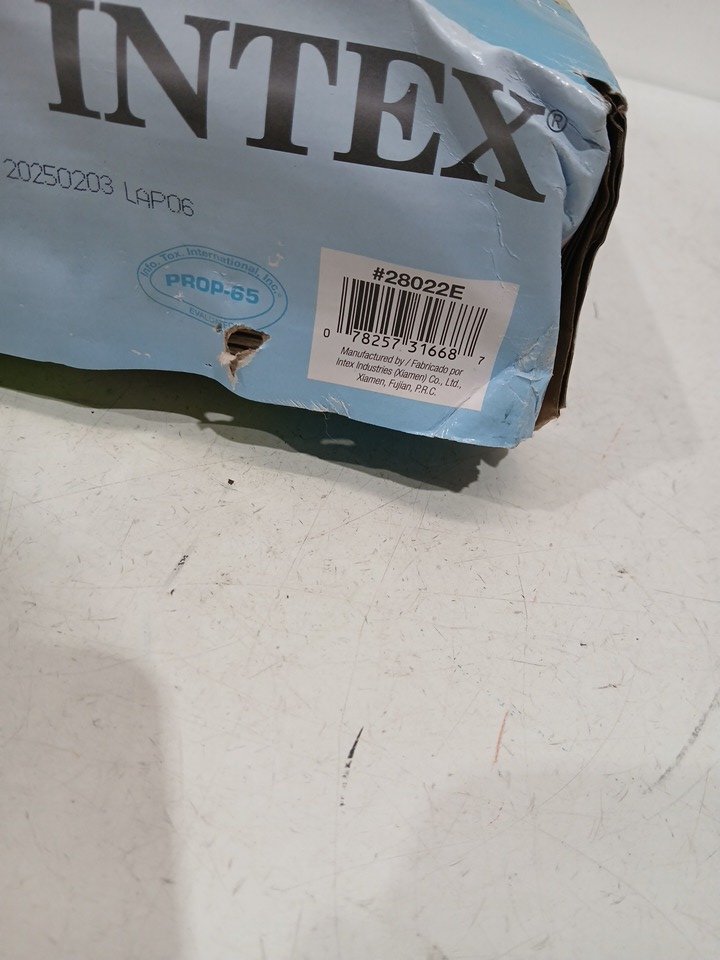 INTEX®
20250203 LAP06
Info. Tox. International, Inc.
PROP-65
#28022E
0 78257 31668 7
Manufactured by / Fabricado por
Intex Industries (Xiamen) Co., Ltd.,
Xiamen, Fujian, P.R.C.